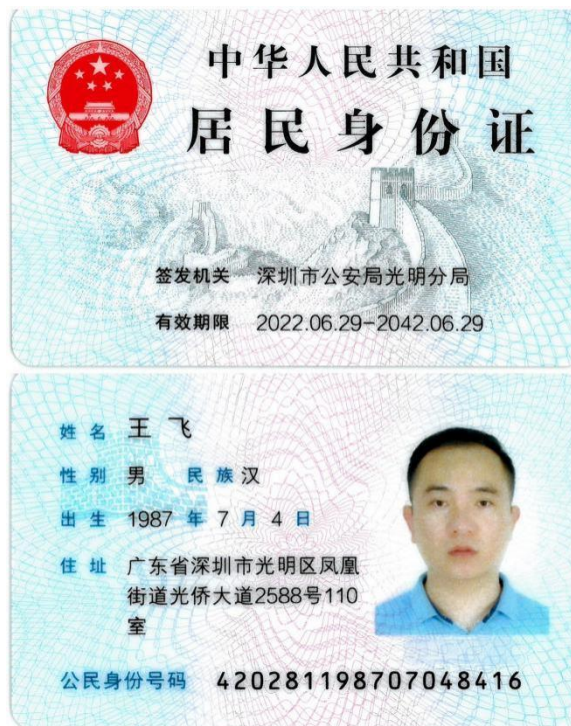 中华人民共和国
居民身份证
签发机关 深圳市公安局光明分局
有效期限 2022.06.29-2042.06.29
姓名 王飞
性别 男 民族 汉
出生 1987 年 7 月 4 日
住址 广东省深圳市光明区凤凰
街道光侨大道2588号110
室
公民身份号码 420281198707048416